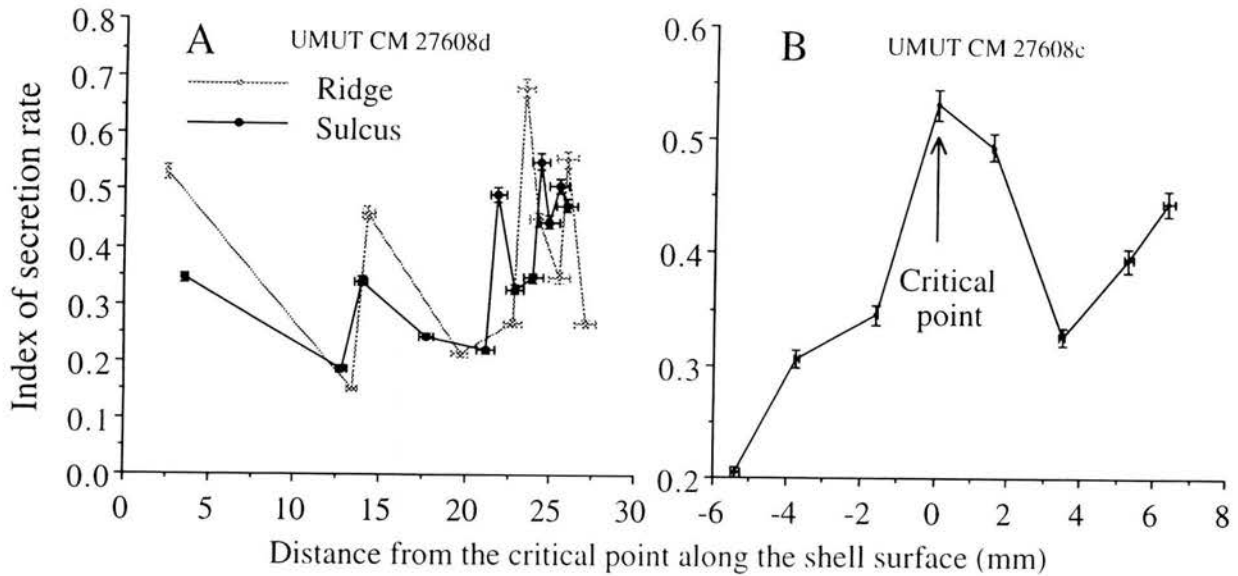 A UMUT CM 27608d
Ridge
Sulcus
Index of secretion rate
0.8
0.7
0.6
0.5
0.4
0.3
0.2
0.1
0.0
0 5 10 15 20 25 30
B UMUT CM 27608c
Critical
point
0.6
0.5
0.4
0.3
0.2
-6 -4 -2 0 2 4 6 8
Distance from the critical point along the shell surface (mm)